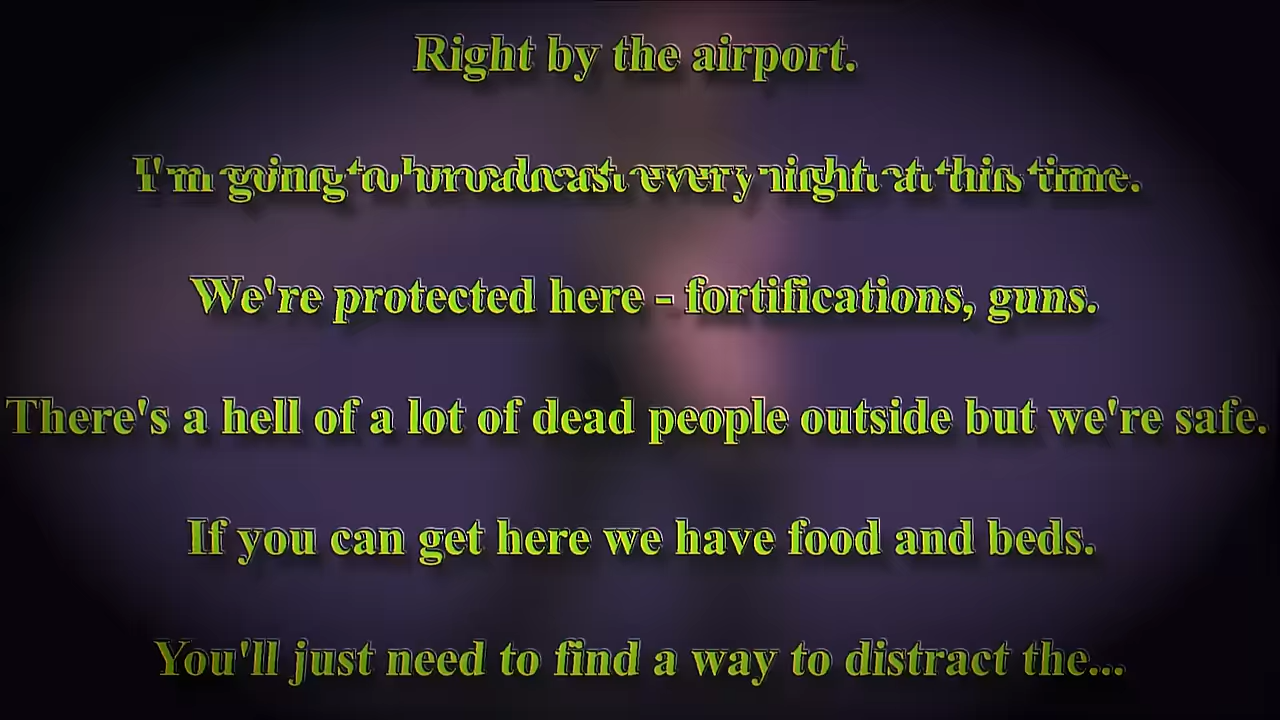 Right by the airport.
I'm going to broadcast every night at this time.
We're protected here - fortifications, guns.
There's a hell of a lot of dead people outside but we're safe.
If you can get here we have food and beds.
You'll just need to find a way to distract the...